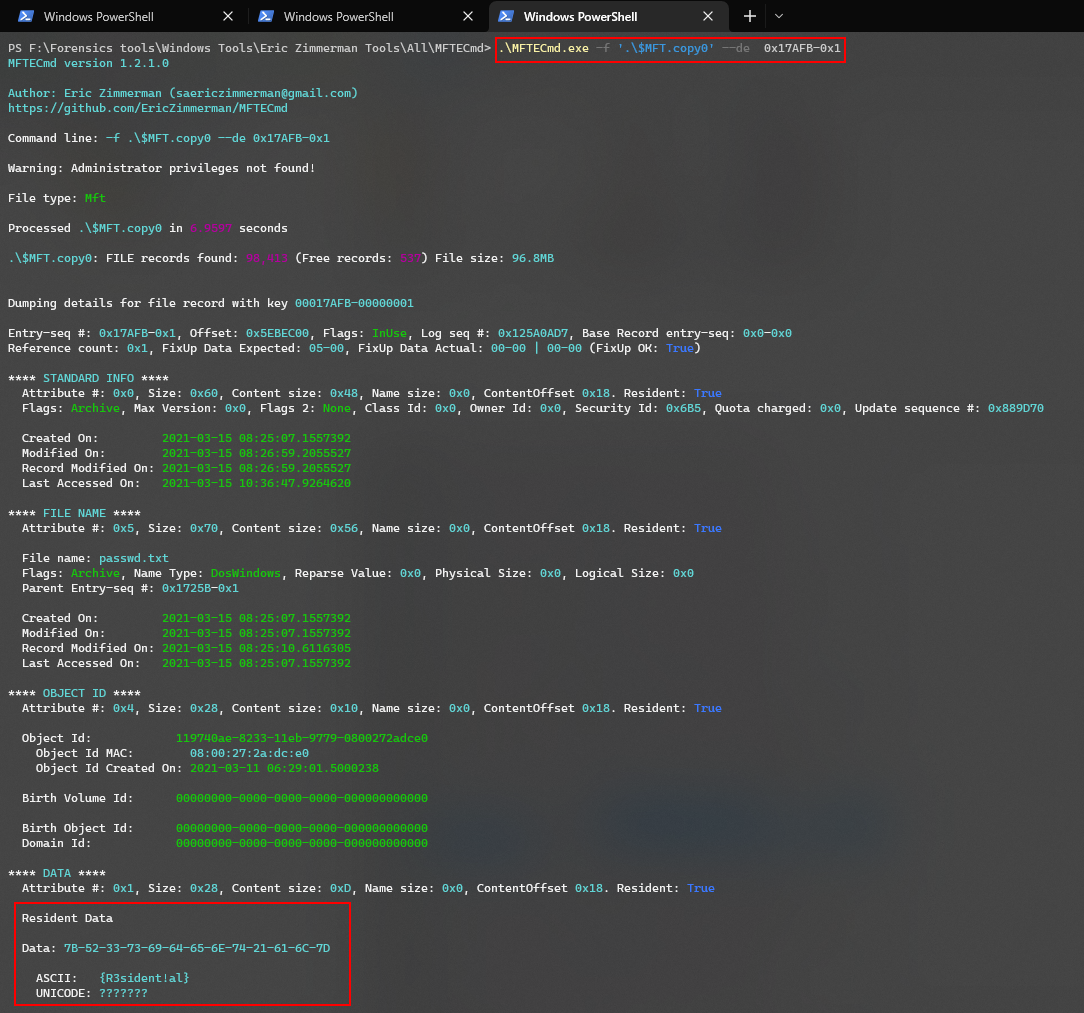 Windows PowerShell
Windows PowerShell
Windows PowerShell
PS F:\Forensics tools\Windows Tools\Eric Zimmerman Tools\All\MFTECmd> .\MFTECmd.exe -f '.\$MFT.copy0' --de  0x17AFB-0x1
MFTECmd version 1.2.1.0
Author: Eric Zimmerman (saericzimmerman@gmail.com)
https://github.com/EricZimmerman/MFTECmd
Command line: -f .\$MFT.copy0 --de 0x17AFB-0x1
Warning: Administrator privileges not found!
File type: Mft
Processed .\$MFT.copy0 in seconds
.\$MFT.copy0: FILE records found: (Free records: ) File size: 96.8MB
Dumping details for file record with key 00017AFB-00000001
Entry-seq #: 0x17AFB-0x1, Offset: 0x5EBEC00, Flags: InUse, Log seq #: 0x125A0AD7, Base Record entry-seq: 0x0-0x0
Reference count: 0x1, FixUp Data Expected: 05-00, FixUp Data Actual: 00-00 | 00-00 (FixUp OK: True)
**** STANDARD INFO ****
Attribute #: 0x0, Size: 0x60, Content size: 0x48, Name size: 0x0, ContentOffset 0x18. Resident: True
Flags: Archive, Max Version: 0x0, Flags 2: None, Class Id: 0x0, Owner Id: 0x0, Security Id: 0x6B5, Quota charged: 0x0, Update sequence #: 0x889D70
Created On: 2021-03-15 08:25:07.1557392
Modified On: 2021-03-15 08:26:59.2055527
Record Modified On: 2021-03-15 08:26:59.2055527
Last Accessed On: 2021-03-15 10:36:47.9264620
**** FILE NAME ****
Attribute #: 0x5, Size: 0x70, Content size: 0x56, Name size: 0x0, ContentOffset 0x18. Resident: True
File name: passwd.txt
Flags: Archive, Name Type: DosWindows, Reparse Value: 0x0, Physical Size: 0x0, Logical Size: 0x0
Parent Entry-seq #: 0x1725B-0x1
Created On: 2021-03-15 08:25:07.1557392
Modified On: 2021-03-15 08:25:07.1557392
Record Modified On: 2021-03-15 08:25:10.6116305
Last Accessed On: 2021-03-15 08:25:07.1557392
**** OBJECT ID ****
Attribute #: 0x4, Size: 0x28, Content size: 0x10, Name size: 0x0, ContentOffset 0x18. Resident: True
Object Id: 119740ae-8233-11eb-9779-0800272adce0
Object Id MAC: 08:00:27:2a:dc:e0
Object Id Created On: 2021-03-11 06:29:01.5000238
Birth Volume Id: 00000000-0000-0000-0000-000000000000
Birth Object Id: 00000000-0000-0000-0000-000000000000
Domain Id: 00000000-0000-0000-0000-000000000000
**** DATA ****
Attribute #: 0x1, Size: 0x28, Content size: 0xD, Name size: 0x0, ContentOffset 0x18. Resident: True
Resident Data
Data: 7B-52-33-73-69-64-65-6E-74-21-61-6C-7D
ASCII: {R3sident!al}
UNICODE: ???????